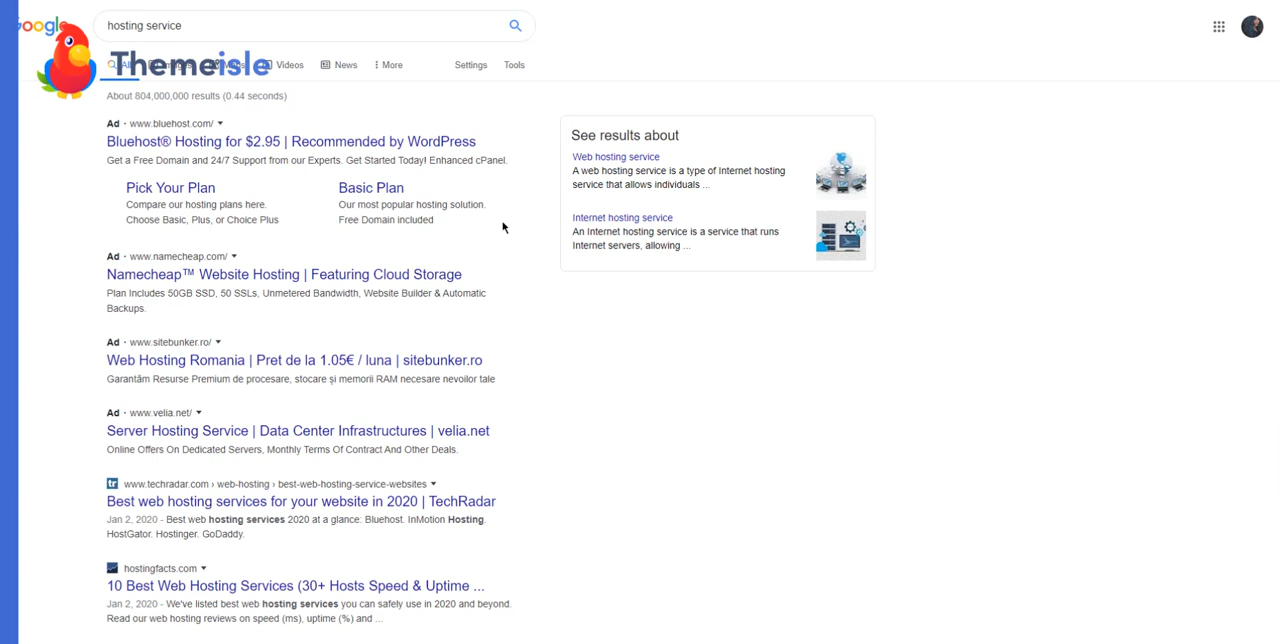 Google
hosting service
Themeisle
All
Images
Maps
Videos
News
More
Settings
Tools
About 804,000,000 results (0.44 seconds)
Ad · www.bluehost.com/
Bluehost® Hosting for $2.95 | Recommended by WordPress
Get a Free Domain and 24/7 Support from our Experts. Get Started Today! Enhanced cPanel.
Pick Your Plan
Compare our hosting plans here.
Choose Basic, Plus, or Choice Plus
Basic Plan
Our most popular hosting solution.
Free Domain included
Ad · www.namecheap.com/
Namecheap™ Website Hosting | Featuring Cloud Storage
Plan Includes 50GB SSD, 50 SSLs, Unmetered Bandwidth, Website Builder & Automatic
Backups.
Ad · www.sitebunker.ro/
Web Hosting Romania | Pret de la 1.05€ / luna | sitebunker.ro
Garantăm Resurse Premium de procesare, stocare și memorii RAM necesare nevoilor tale
Ad · www.velia.net/
Server Hosting Service | Data Center Infrastructures | velia.net
Online Offers On Dedicated Servers, Monthly Terms Of Contract And Other Deals.
tr www.techradar.com › web-hosting › best-web-hosting-service-websites
Best web hosting services for your website in 2020 | TechRadar
Jan 2, 2020 - Best web hosting services 2020 at a glance: Bluehost. InMotion Hosting.
HostGator. Hostinger. GoDaddy.
hostingfacts.com
10 Best Web Hosting Services (30+ Hosts Speed & Uptime ...
Jan 2, 2020 - We've listed best web hosting services you can safely use in 2020 and beyond.
Read our web hosting reviews on speed (ms), uptime (%) and ...
See results about
Web hosting service
A web hosting service is a type of Internet hosting
service that allows individuals ...
Internet hosting service
An Internet hosting service is a service that runs
Internet servers, allowing ...